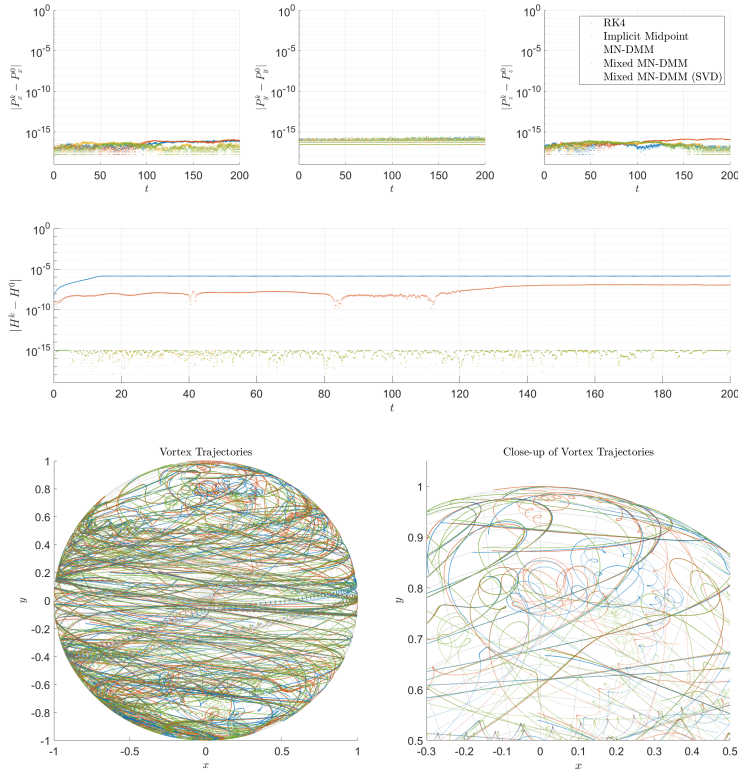 10^0
10^-5
10^-10
10^-15
|P_x^k − P_x^0|
0 50 100 150 200
t
10^0
10^-5
10^-10
10^-15
|P_y^k − P_y^0|
0 50 100 150 200
t
10^0
10^-5
10^-10
10^-15
|P_z^k − P_z^0|
0 50 100 150 200
t
RK4
Implicit Midpoint
MN-DMM
Mixed MN-DMM
Mixed MN-DMM (SVD)
10^0
10^-5
10^-10
10^-15
|H^k − H^0|
0 20 40 60 80 100 120 140 160 180 200
t
Vortex Trajectories
1
0.8
0.6
0.4
0.2
0
-0.2
-0.4
-0.6
-0.8
-1
y
-1 -0.5 0 0.5 1
x
Close-up of Vortex Trajectories
1
0.9
0.8
0.7
0.6
0.5
y
-0.3 -0.2 -0.1 0 0.1 0.2 0.3 0.4 0.5
x